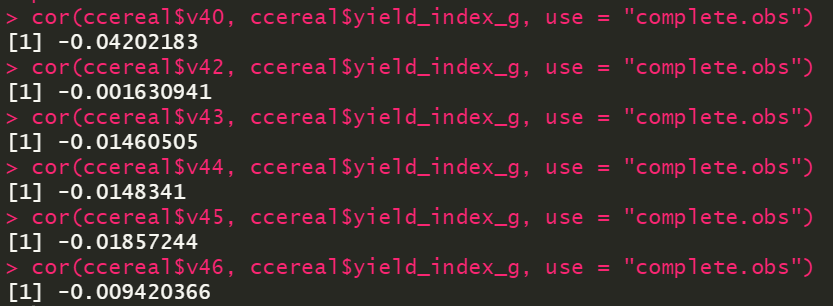 > cor(ccereal$v40, ccereal$yield_index_g, use = "complete.obs")
[1] -0.04202183
> cor(ccereal$v42, ccereal$yield_index_g, use = "complete.obs")
[1] -0.001630941
> cor(ccereal$v43, ccereal$yield_index_g, use = "complete.obs")
[1] -0.01460505
> cor(ccereal$v44, ccereal$yield_index_g, use = "complete.obs")
[1] -0.0148341
> cor(ccereal$v45, ccereal$yield_index_g, use = "complete.obs")
[1] -0.01857244
> cor(ccereal$v46, ccereal$yield_index_g, use = "complete.obs")
[1] -0.009420366